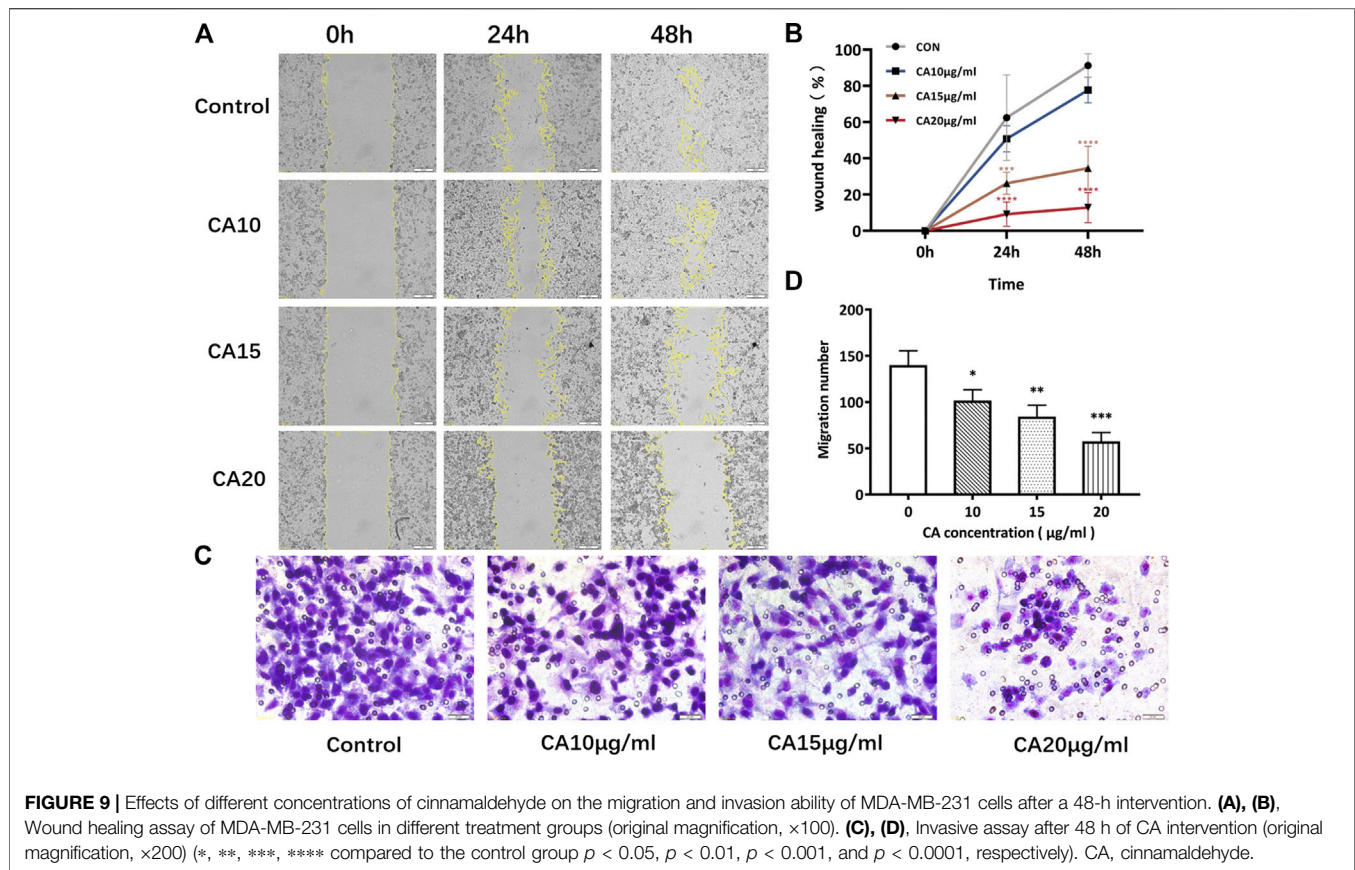 A
0h 24h 48h
Control
CA10
CA15
CA20
B
wound healing ( % )
100
80
60
40
20
0
CON
CA10μg/ml
CA15μg/ml
CA20μg/ml
***
****
****
****
0h 24h 48h
Time
D
Migration number
200
150
100
50
0
*
**
***
0 10 15 20
CA concentration ( μg/ml )
C
Control CA10μg/ml CA15μg/ml CA20μg/ml
FIGURE 9 | Effects of different concentrations of cinnamaldehyde on the migration and invasion ability of MDA-MB-231 cells after a 48-h intervention. (A), (B),
Wound healing assay of MDA-MB-231 cells in different treatment groups (original magnification, ×100). (C), (D), Invasive assay after 48 h of CA intervention (original
magnification, ×200) (*, **, ***, **** compared to the control group p < 0.05, p < 0.01, p < 0.001, and p < 0.0001, respectively). CA, cinnamaldehyde.